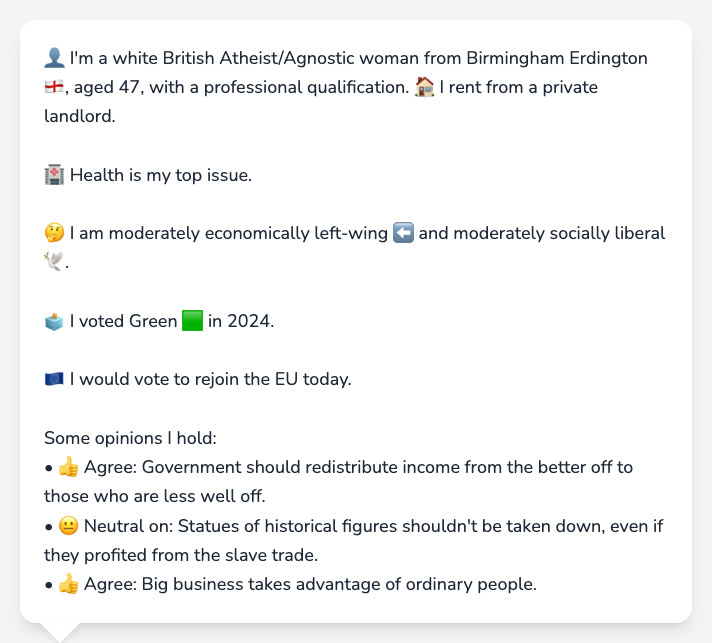 👤 I'm a white British Atheist/Agnostic woman from Birmingham Erdington
🏴󠁧󠁢󠁥󠁮󠁧󠁿, aged 47, with a professional qualification. 🏠 I rent from a private
landlord.
🏥 Health is my top issue.
🤔 I am moderately economically left-wing ⬅️ and moderately socially liberal
🕊️.
🗳️ I voted Green 🟩 in 2024.
🇪🇺 I would vote to rejoin the EU today.
Some opinions I hold:
• 👍 Agree: Government should redistribute income from the better off to
those who are less well off.
• 😐 Neutral on: Statues of historical figures shouldn't be taken down, even if
they profited from the slave trade.
• 👍 Agree: Big business takes advantage of ordinary people.